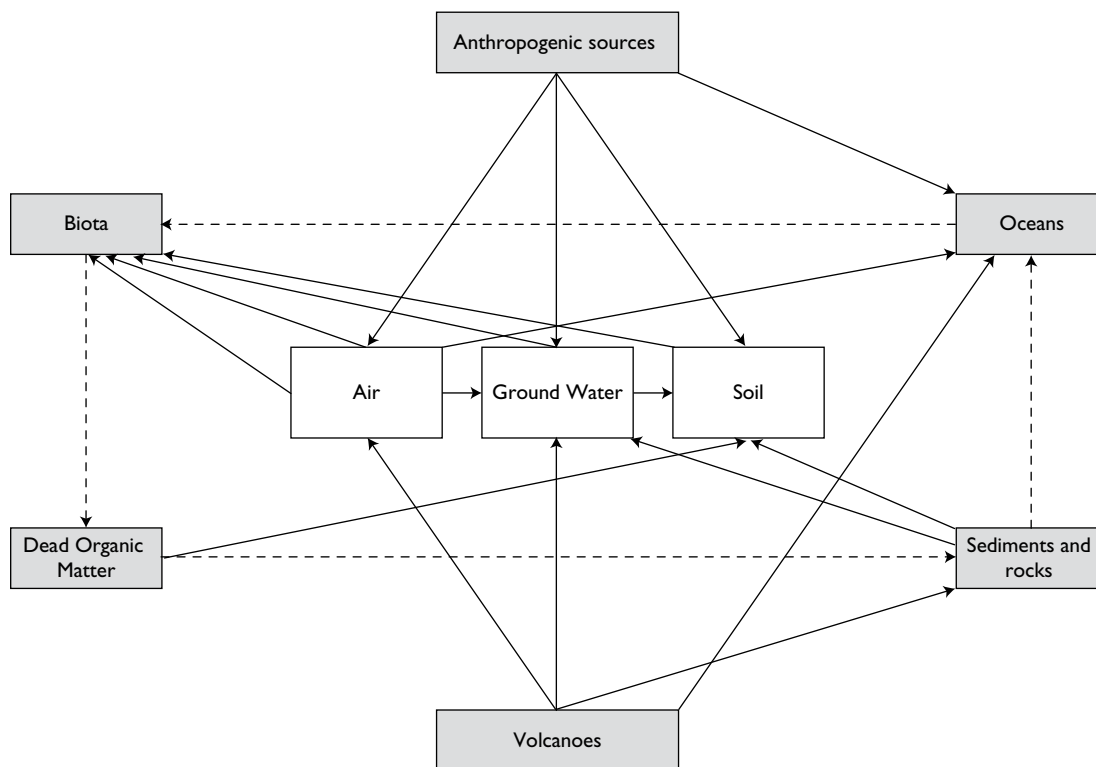 Anthropogenic sources
Biota
Oceans
Air
Ground Water
Soil
Dead Organic
Matter
Sediments and
rocks
Volcanoes